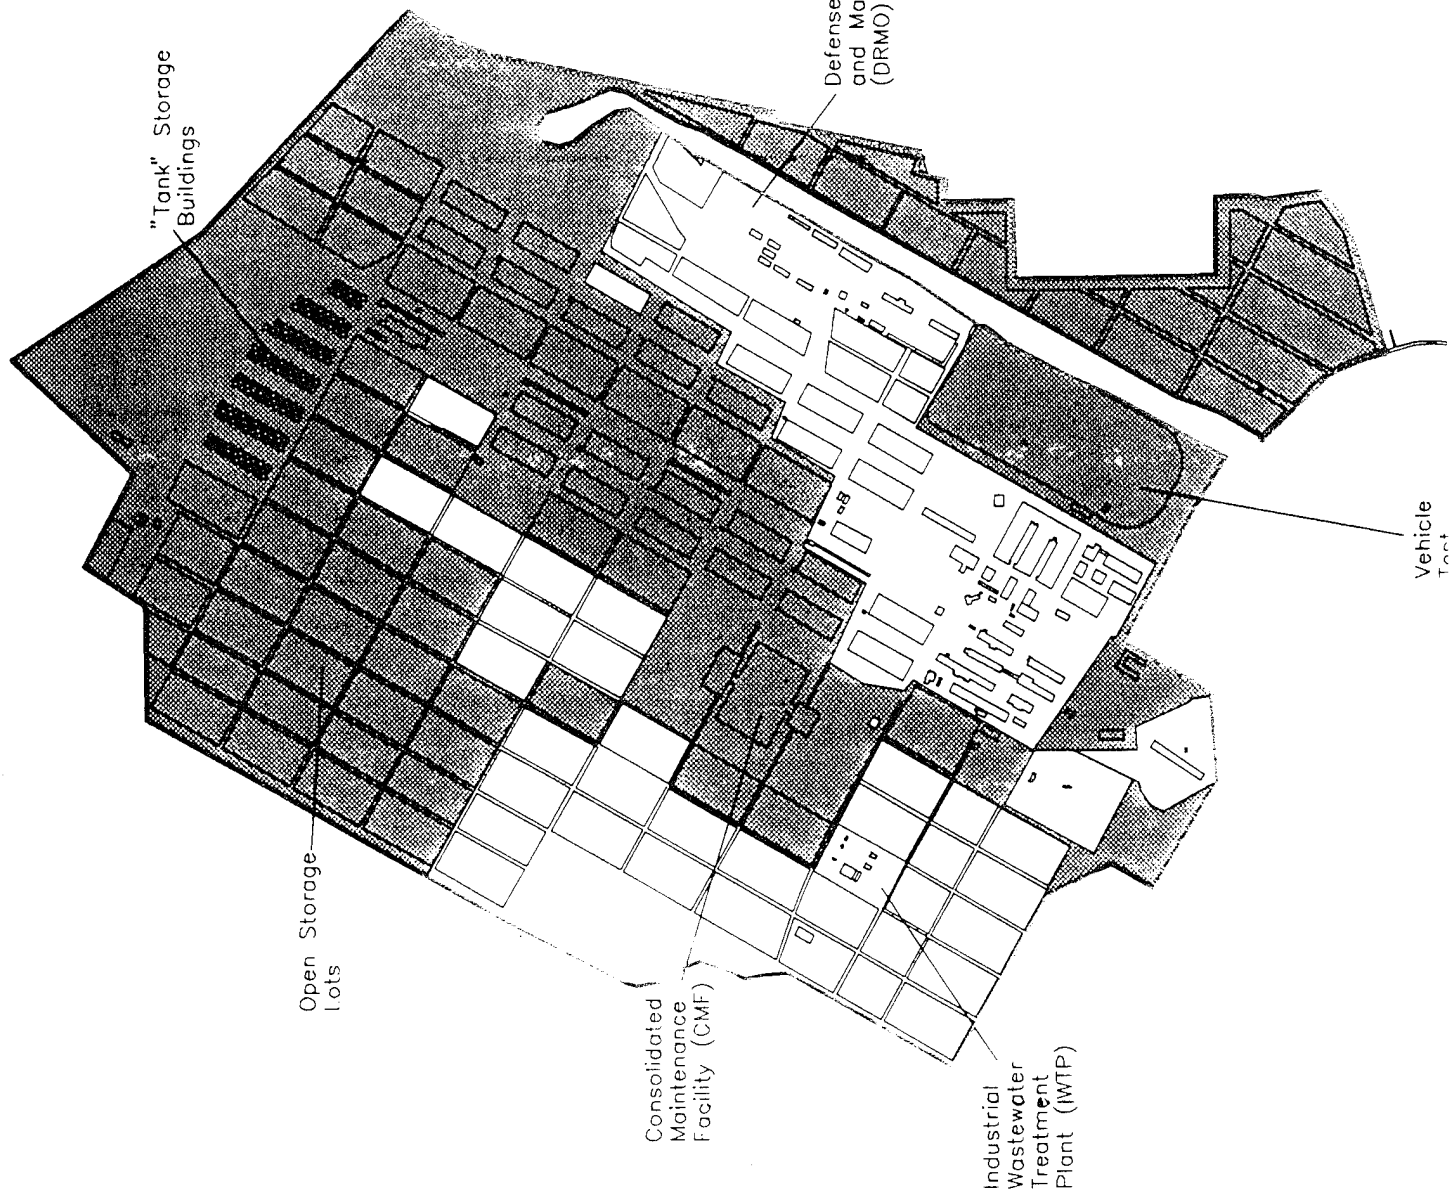 "Tank" Storage
Buildings
Defense
and Ma
(DRMO)
Open Storage
Lots
Consolidated
Maintenance
Facility (CMF)
Industrial
Wastewater
Treatment
Plant (IWTP)
Vehicle
Test